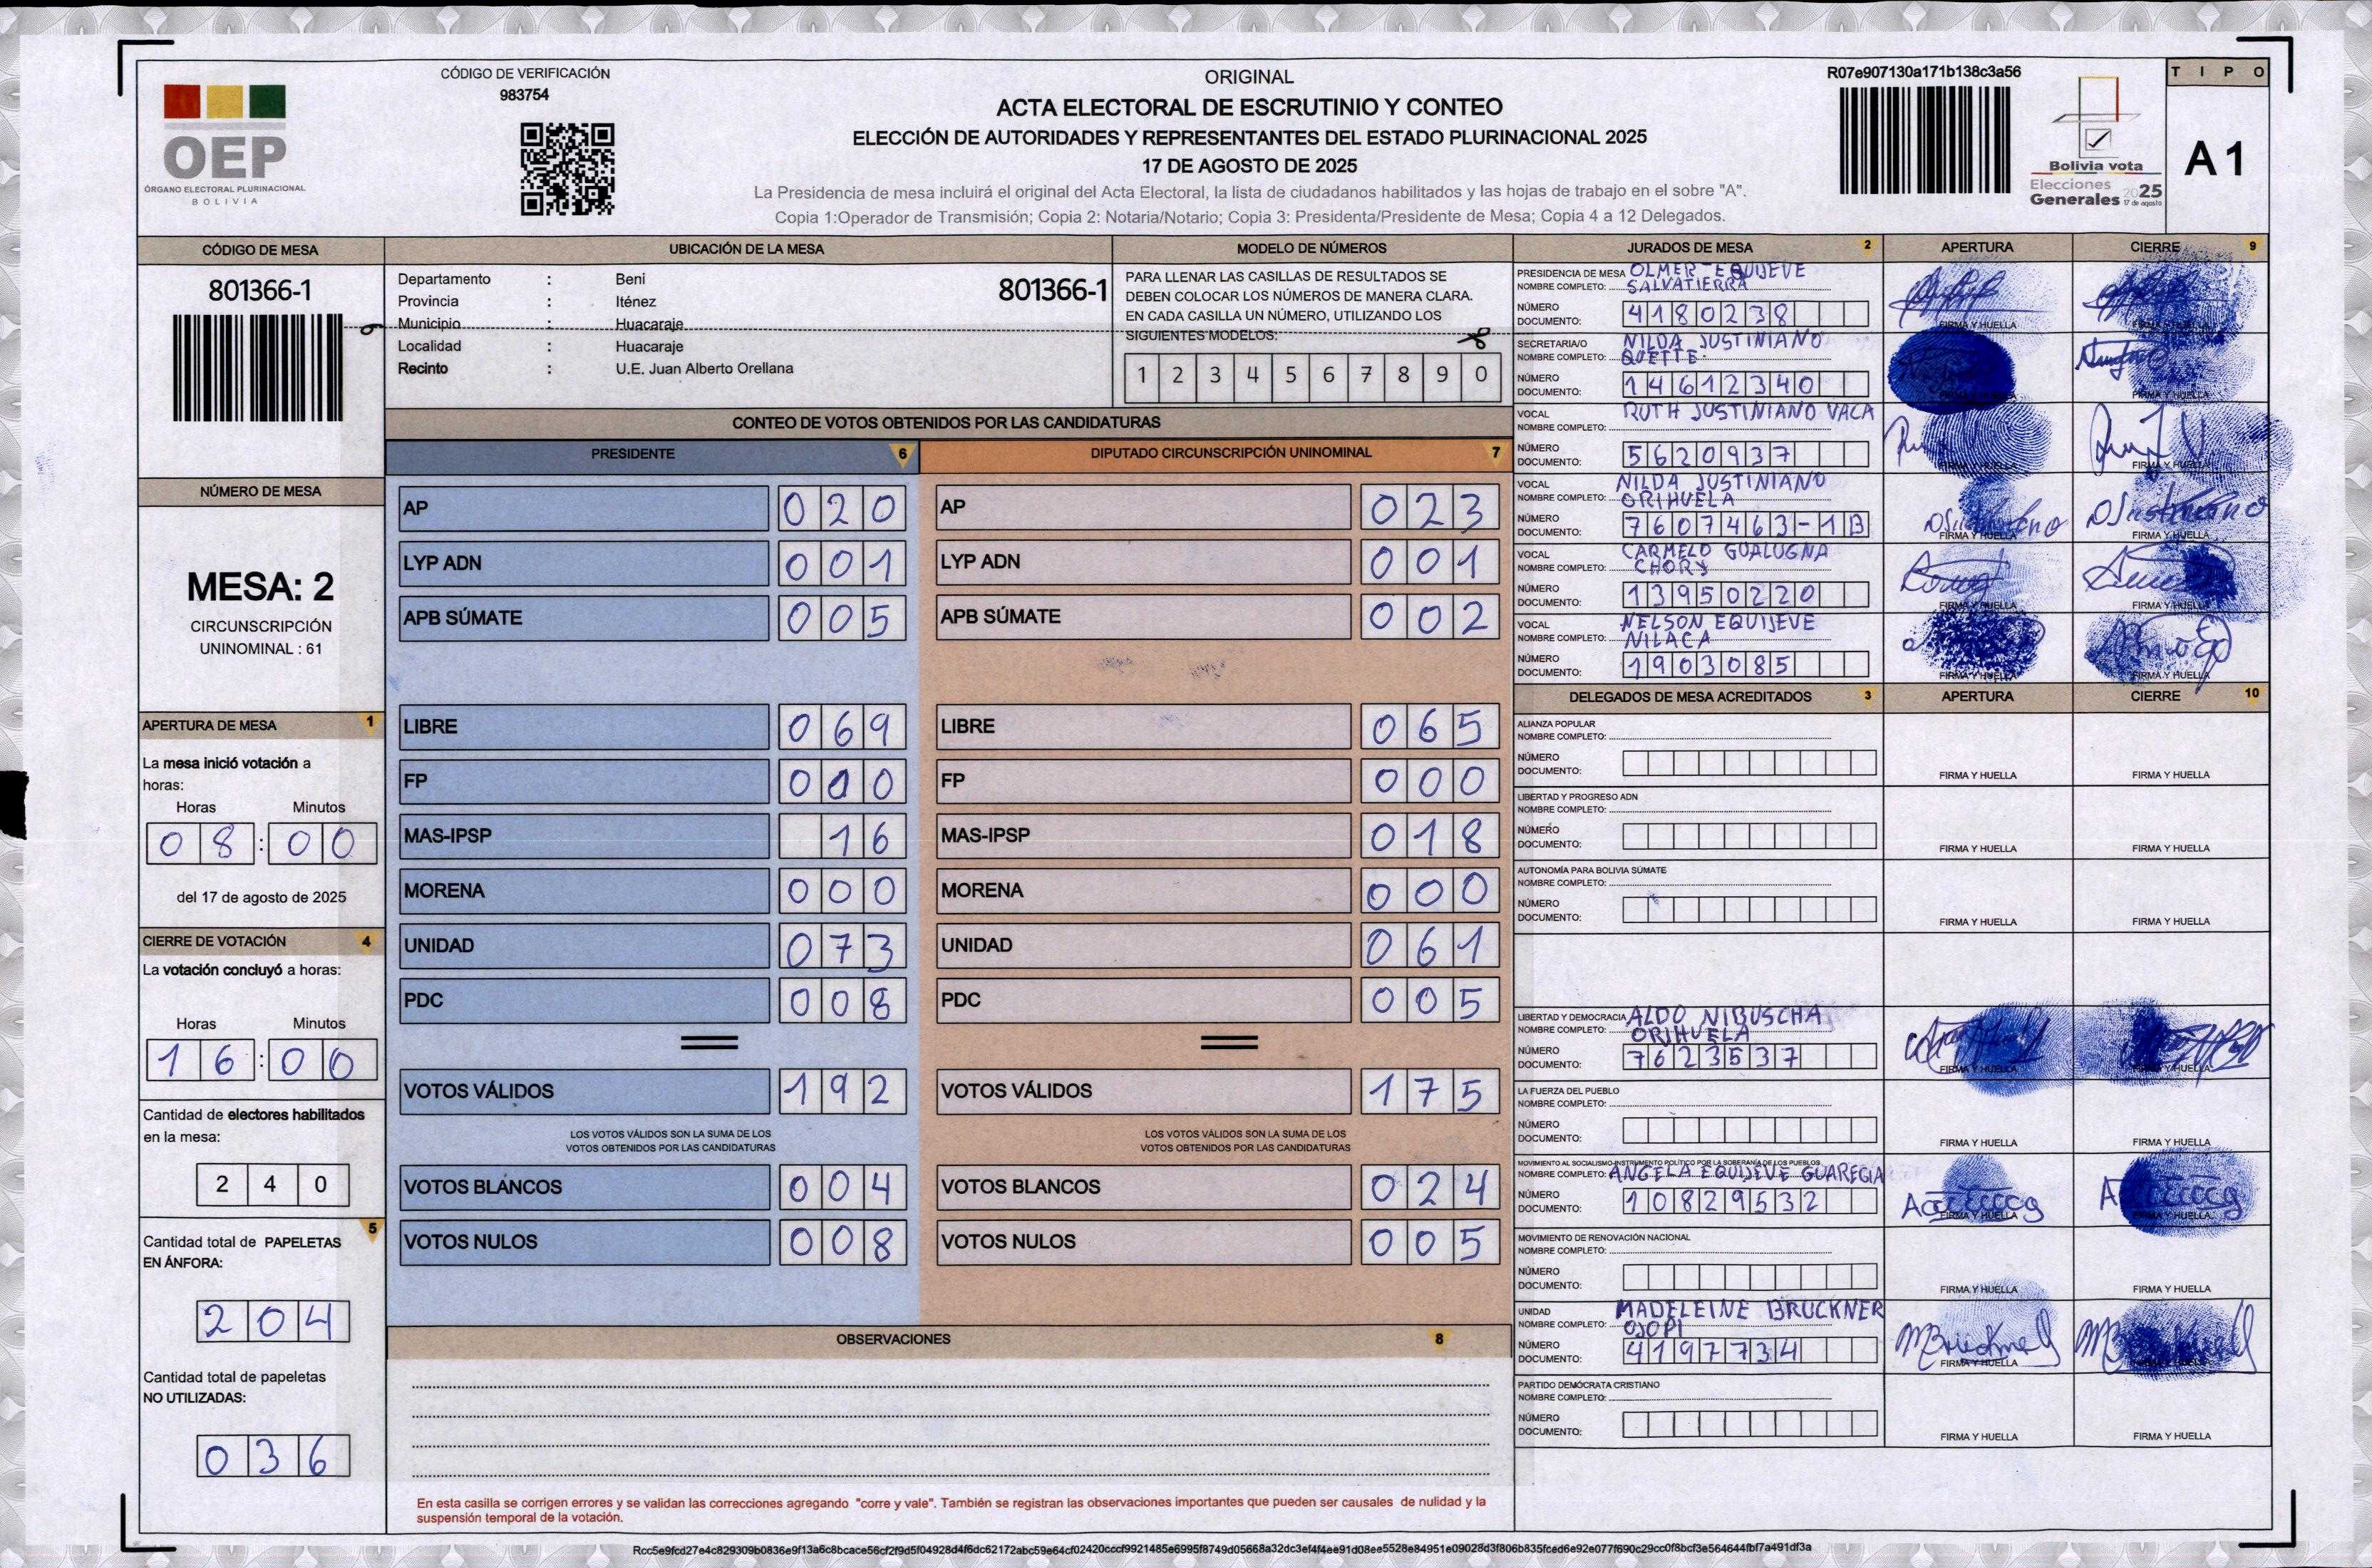 CÓDIGO DE VERIFICACIÓN
983754
OEP
ÓRGANO ELECTORAL PLURINACIONAL
BOLIVIA
ORIGINAL
ACTA ELECTORAL DE ESCRUTINIO Y CONTEO
ELECCIÓN DE AUTORIDADES Y REPRESENTANTES DEL ESTADO PLURINACIONAL 2025
17 DE AGOSTO DE 2025
La Presidencia de mesa incluirá el original del Acta Electoral, la lista de ciudadanos habilitados y las hojas de trabajo en el sobre "A".
Copia 1:Operador de Transmisión; Copia 2: Notaria/Notario; Copia 3: Presidenta/Presidente de Mesa; Copia 4 a 12 Delegados.
R07e907130a171b138c3a56
Bolivia vota
Elecciones
Generales 2025
17 de agosto
TIPO
A1
CÓDIGO DE MESA
801366-1
NÚMERO DE MESA
MESA: 2
CIRCUNSCRIPCIÓN
UNINOMINAL : 61
APERTURA DE MESA 1
La mesa inició votación a
horas:
Horas Minutos
08:00
del 17 de agosto de 2025
CIERRE DE VOTACIÓN 4
La votación concluyó a horas:
Horas Minutos
16:00
Cantidad de electores habilitados
en la mesa:
240
5
Cantidad total de PAPELETAS
EN ÁNFORA:
204
Cantidad total de papeletas
NO UTILIZADAS:
036
UBICACIÓN DE LA MESA
Departamento : Beni
801366-1
Provincia : Iténez
Municipio : Huacaraje
Localidad : Huacaraje
Recinto : U.E. Juan Alberto Orellana
MODELO DE NÚMEROS
PARA LLENAR LAS CASILLAS DE RESULTADOS SE
DEBEN COLOCAR LOS NÚMEROS DE MANERA CLARA.
EN CADA CASILLA UN NÚMERO, UTILIZANDO LOS
SIGUIENTES MODELOS:
1 2 3 4 5 6 7 8 9 0
CONTEO DE VOTOS OBTENIDOS POR LAS CANDIDATURAS
PRESIDENTE 6
AP 020
LYP ADN 001
APB SÚMATE 005
LIBRE 069
FP 000
MAS-IPSP 16
MORENA 000
UNIDAD 073
PDC 008
VOTOS VÁLIDOS 192
LOS VOTOS VÁLIDOS SON LA SUMA DE LOS
VOTOS OBTENIDOS POR LAS CANDIDATURAS
VOTOS BLANCOS 004
VOTOS NULOS 008
DIPUTADO CIRCUNSCRIPCIÓN UNINOMINAL 7
AP 023
LYP ADN 001
APB SÚMATE 002
LIBRE 065
FP 000
MAS-IPSP 018
MORENA 000
UNIDAD 061
PDC 005
VOTOS VÁLIDOS 175
LOS VOTOS VÁLIDOS SON LA SUMA DE LOS
VOTOS OBTENIDOS POR LAS CANDIDATURAS
VOTOS BLANCOS 024
VOTOS NULOS 005
OBSERVACIONES 8
En esta casilla se corrigen errores y se validan las correcciones agregando "corre y vale". También se registran las observaciones importantes que pueden ser causales de nulidad y la
suspensión temporal de la votación.
JURADOS DE MESA 2 APERTURA CIERRE 9
PRESIDENCIA DE MESA OLMER EQUIJEVE
NOMBRE COMPLETO: SALVATIERRA
NÚMERO
DOCUMENTO: 4180238
FIRMA Y HUELLA FIRMA Y HUELLA
SECRETARIA/O NILDA JUSTINIANO
NOMBRE COMPLETO: QUETTE
NÚMERO
DOCUMENTO: 14612340
FIRMA Y HUELLA
VOCAL RUTH JUSTINIANO VACA
NOMBRE COMPLETO:
NÚMERO
DOCUMENTO: 5620937
FIRMA Y HUELLA
VOCAL NILDA JUSTINIANO
NOMBRE COMPLETO: ORIHUELA
NÚMERO
DOCUMENTO: 7607463-1B
FIRMA Y HUELLA FIRMA Y HUELLA
VOCAL CARMELO GUALUGNA
NOMBRE COMPLETO: CHORY
NÚMERO
DOCUMENTO: 13950220
FIRMA Y HUELLA FIRMA Y HUELLA
VOCAL NELSON EQUIJEVE
NOMBRE COMPLETO: NILACA
NÚMERO
DOCUMENTO: 1903085
FIRMA Y HUELLA FIRMA Y HUELLA
DELEGADOS DE MESA ACREDITADOS 3 APERTURA CIERRE 10
ALIANZA POPULAR
NOMBRE COMPLETO:
NÚMERO
DOCUMENTO:
FIRMA Y HUELLA FIRMA Y HUELLA
LIBERTAD Y PROGRESO ADN
NOMBRE COMPLETO:
NÚMERO
DOCUMENTO:
FIRMA Y HUELLA FIRMA Y HUELLA
AUTONOMÍA PARA BOLIVIA SÚMATE
NOMBRE COMPLETO:
NÚMERO
DOCUMENTO:
FIRMA Y HUELLA FIRMA Y HUELLA
LIBERTAD Y DEMOCRACIA ALDO NIBUSCHA
NOMBRE COMPLETO: ORIHUELA
NÚMERO
DOCUMENTO: 7623537
FIRMA Y HUELLA FIRMA Y HUELLA
LA FUERZA DEL PUEBLO
NOMBRE COMPLETO:
NÚMERO
DOCUMENTO:
FIRMA Y HUELLA FIRMA Y HUELLA
MOVIMIENTO AL SOCIALISMO-INSTRUMENTO POLÍTICO POR LA SOBERANÍA DE LOS PUEBLOS
NOMBRE COMPLETO: ANGELA EQUIJEVE GUAREGIA
NÚMERO
DOCUMENTO: 10829532
FIRMA Y HUELLA FIRMA Y HUELLA
MOVIMIENTO DE RENOVACIÓN NACIONAL
NOMBRE COMPLETO:
NÚMERO
DOCUMENTO:
FIRMA Y HUELLA FIRMA Y HUELLA
UNIDAD MADELEINE BRUCKNER
NOMBRE COMPLETO: OJOPI
NÚMERO
DOCUMENTO: 4197734
FIRMA Y HUELLA FIRMA Y HUELLA
PARTIDO DEMÓCRATA CRISTIANO
NOMBRE COMPLETO:
NÚMERO
DOCUMENTO:
FIRMA Y HUELLA FIRMA Y HUELLA